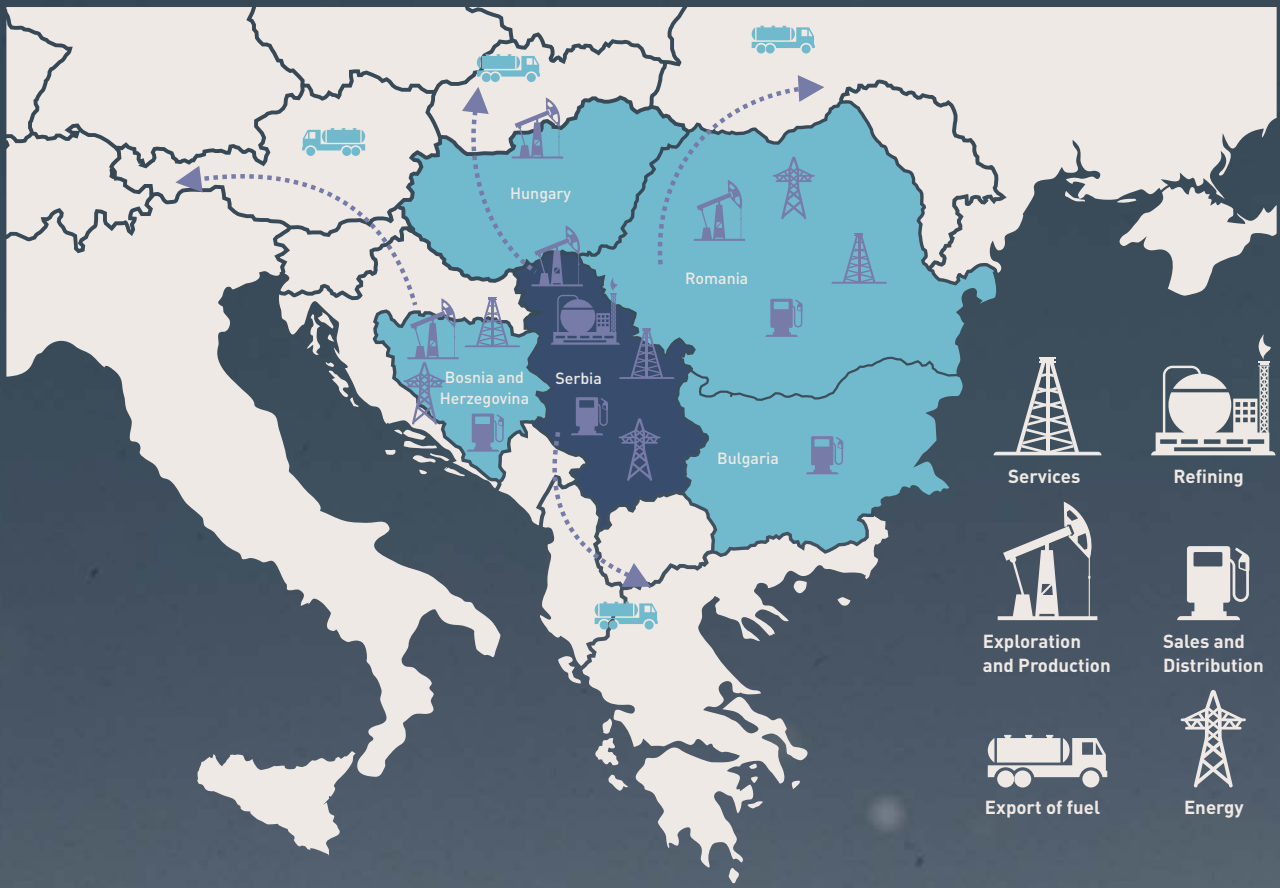 Hungary
Romania
Bosnia and
Herzegovina
Serbia
Bulgaria
Services
Refining
Exploration
and Production
Sales and
Distribution
Export of fuel
Energy